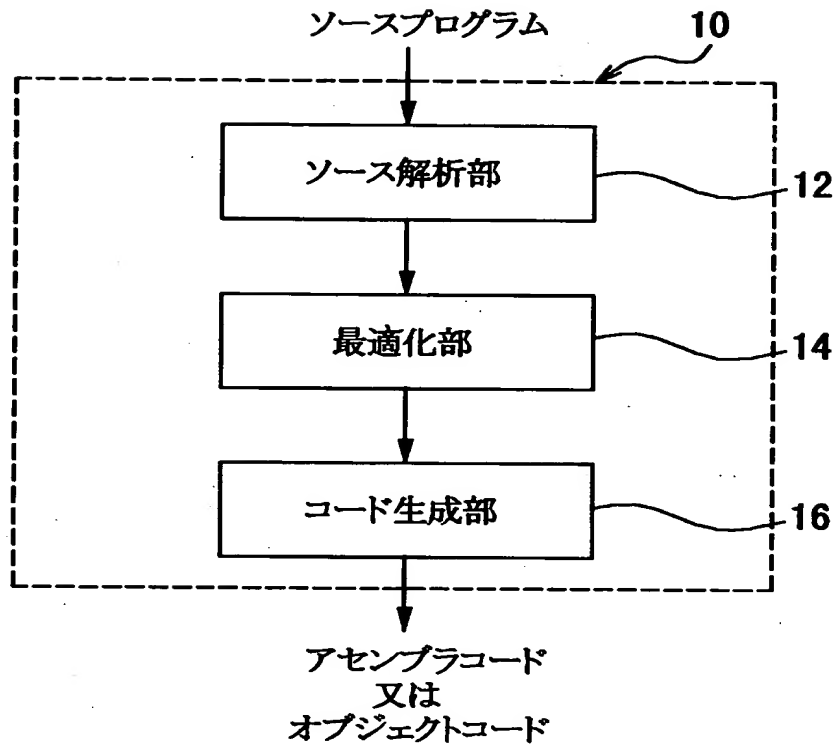 ソースプログラム
10
ソース解析部
12
最適化部
14
コード生成部
16
アセンブラコード
又は
オブジェクトコード